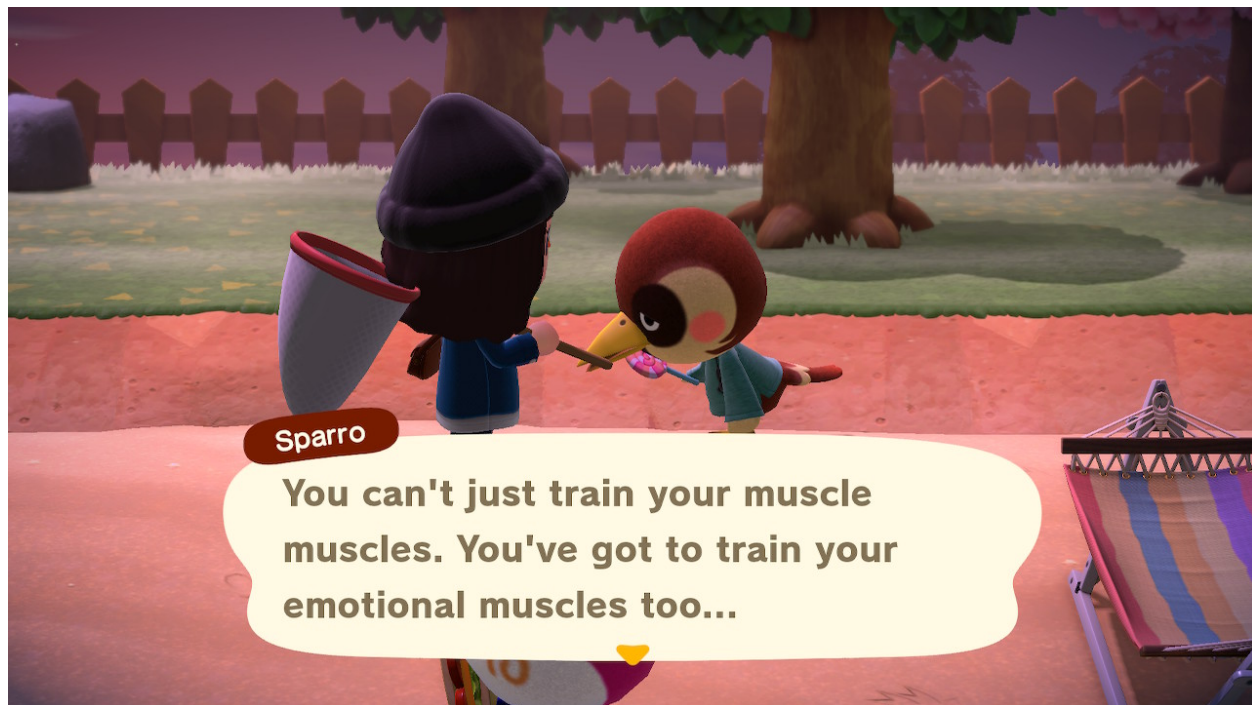 Sparro
You can't just train your muscle
muscles. You've got to train your
emotional muscles too...